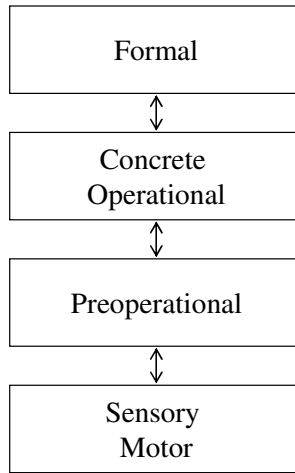 Formal
Concrete
Operational
Preoperational
Sensory
Motor